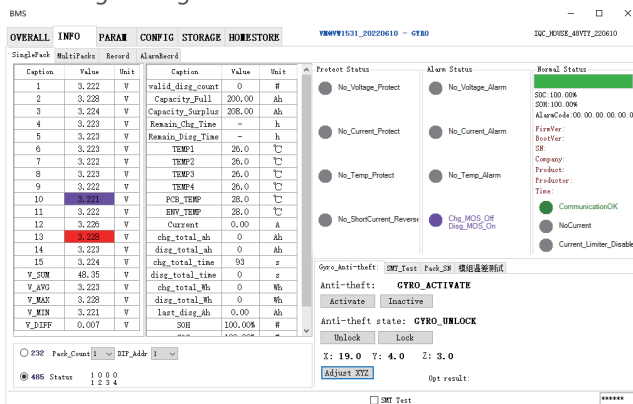 BMS
OVERALL INFO PARAM CONFIG STORAGE HOMESTORE
VM@VW1531_20220610 - GYRO
IQC_HOUSE_48VTY_220610
SinglePack MultiPacks Record AlarmRecrd
Caption Value Unit
1 3.222 V
2 3.228 V
3 3.224 V
4 3.223 V
5 3.223 V
6 3.223 V
7 3.222 V
8 3.223 V
9 3.222 V
10 3.221 V
11 3.222 V
12 3.226 V
13 3.228 V
14 3.223 V
15 3.224 V
V_SUM 48.35 V
V_AVG 3.223 V
V_MAX 3.228 V
V_MIN 3.221 V
V_DIFF 0.007 V
Caption Value Unit
valid_disg_count 0 #
Capacity_Full 200.00 Ah
Capacity_Surplus 208.00 Ah
Remain_Chg_Time — h
Remain_Disg_Time — h
TEMP1 26.0 ℃
TEMP2 26.0 ℃
TEMP3 26.0 ℃
TEMP4 26.0 ℃
PCB_TEMP 28.0 ℃
ENV_TEMP 28.0 ℃
Current 0.00 A
chg_total_ah 0 Ah
disg_total_ah 0 Ah
chg_total_time 93 s
disg_total_time 0 s
chg_total_Wh 0 Wh
disg_total_Wh 0 Wh
last_disg_Ah 0.00 Ah
SOH 100.00% #
232 Pack_Count 1 DIP_Addr 1
485 Status 1 0 0 0
1 2 3 4
Protect Status
No_Voltage_Protect
No_Current_Protect
No_Temp_Protect
No_ShortCurrent_Reverse
Alarm Status
No_Voltage_Alarm
No_Current_Alarm
No_Temp_Alarm
Chg_MOS_Off
Disg_MOS_On
Normal Status
SOC:100.00%
SOH:100.00%
AlarmCode:00.00.00.00.00.0
FirmVer:
BootVer:
SN:
Company:
Product:
Productor:
Time:
CommunicationOK
NoCurrent
Current_Limiter_Disable
Gyro_Anti-theft: SMT_Test Pack_SN 模组温差测试
Anti-theft: GYRO_ACTIVATE
Activate Inactive
Anti-theft state: GYRO_UNLOCK
Unlock Lock
X: 19.0 Y: 4.0 Z: 3.0
Adjust XYZ
Opt result:
SMT Test
******